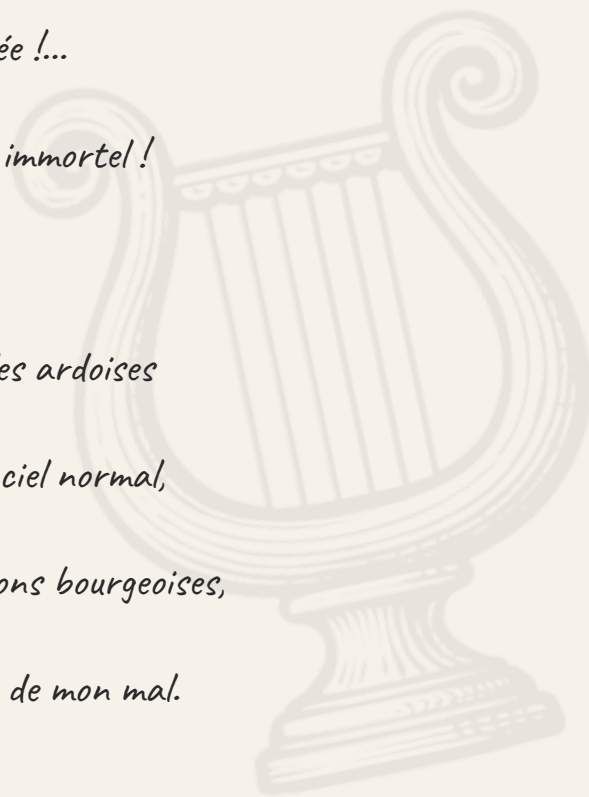 ée !...
immortel !
es ardoises
ciel normal,
ons bourgeoises,
de mon mal.